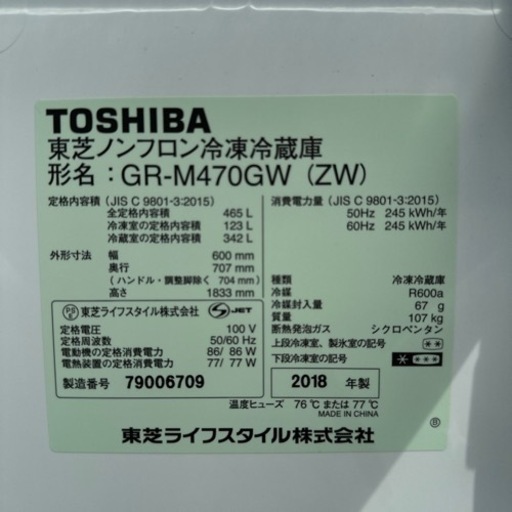 TOSHIBA
東芝ノンフロン冷凍冷蔵庫
形名：GR-M470GW（ZW）
定格内容積（JIS C 9801-3:2015）
全定格内容積 465 L
冷凍室の定格内容積 123 L
冷蔵室の定格内容積 342 L
外形寸法 幅 600 mm
奥行 707 mm
（ハンドル・調整脚除く 704 mm）
高さ 1833 mm
消費電力量（JIS C 9801-3:2015）
50Hz 245 kWh/年
60Hz 245 kWh/年
種類 冷凍冷蔵庫
冷媒 R600a
冷媒封入量 67 g
質量 107 kg
断熱発泡ガス シクロペンタン
上段冷凍室、製氷室の記号
下段冷凍室の記号
PSE 東芝ライフスタイル株式会社 S-JET
定格電圧 100 V
定格周波数 50/60 Hz
電動機の定格消費電力 86/ 86 W
電熱装置の定格消費電力 77/ 77 W
製造番号 79006709
2018 年製
温度ヒューズ 76 ℃ または 77 ℃
MADE IN CHINA
東芝ライフスタイル株式会社
Ⓑ